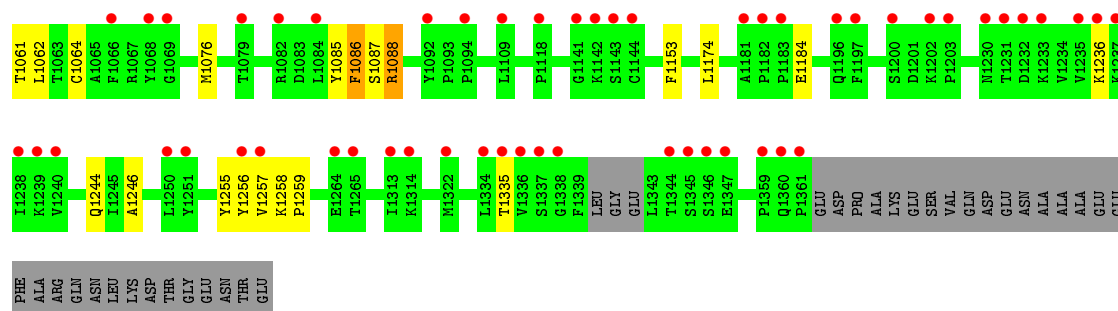 T1061 L1062 T1063 C1064 A1065 F1066 R1067 Y1068 G1069 M1076 T1079 R1082 D1083 L1084 Y1085 F1086 S1087 R1088 Y1092 P1093 P1094 L1109 P1118 G1141 K1142 S1143 C1144 F1153 L1174 A1181 P1182 P1183 E1184 Q1196 F1197 S1200 D1201 K1202 P1203 N1230 T1231 D1232 K1233 V1234 V1235 K1236 K1237
I1238 K1239 V1240 Q1244 I1245 A1246 L1250 Y1251 Y1255 Y1256 V1257 K1258 P1259 E1264 T1265 I1313 K1314 M1322 L1334 T1335 V1336 S1337 G1338 F1339 LEU GLY GLU L1343 T1344 S1345 S1346 E1347 P1359 Q1360 P1361 GLU ASP PRO ALA LYS GLU SER VAL GLN ASP GLU ASN ALA ALA ALA GLU GLU
PHE ALA ARG GLN ASN LEU LYS ASP THR GLY GLU ASN THR GLU